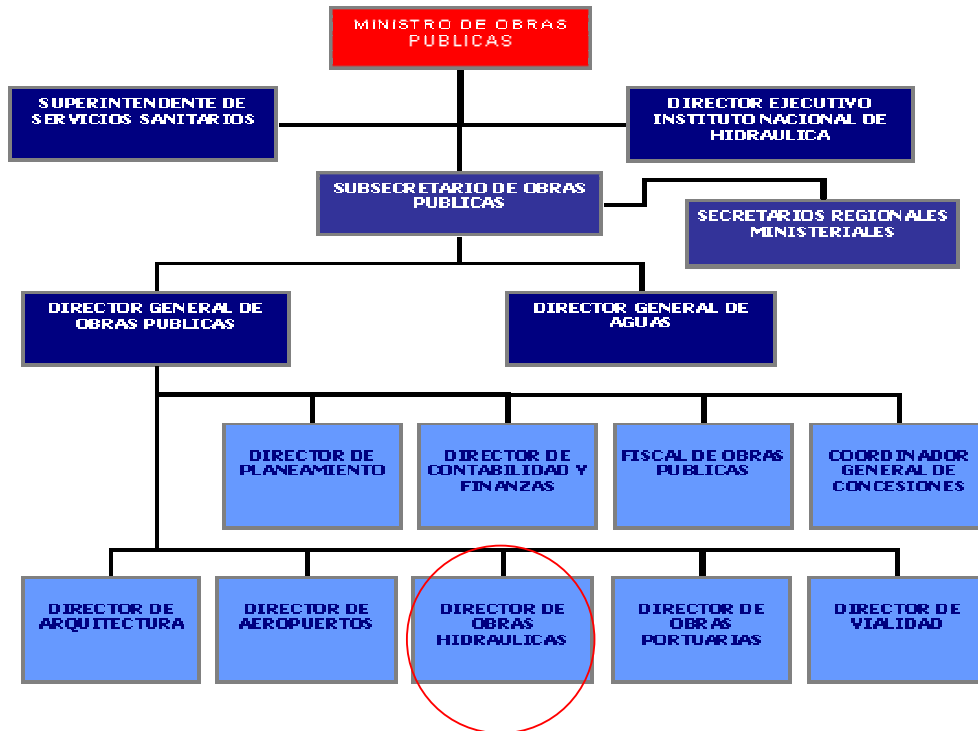 MINISTRO DE OBRAS
PUBLICAS
SUPERINTENDENTE DE
SERVICIOS SANITARIOS
DIRECTOR EJECUTIVO
INSTITUTO NACIONAL DE
HIDRAULICA
SUBSECRETARIO DE OBRAS
PUBLICAS
SECRETARIOS REGIONALES
MINISTERIALES
DIRECTOR GENERAL DE
OBRAS PUBLICAS
DIRECTOR GENERAL DE
AGUAS
DIRECTOR DE
PLANEAMIENTO
DIRECTOR DE
CONTABILIDAD Y
FINANZAS
FISCAL DE OBRAS
PUBLICAS
COORDINADOR
GENERAL DE
CONCESIONES
DIRECTOR DE
ARQUITECTURA
DIRECTOR DE
AEROPUERTOS
DIRECTOR DE
OBRAS
HIDRAULICAS
DIRECTOR DE
OBRAS
PORTUARIAS
DIRECTOR DE
VIALIDAD